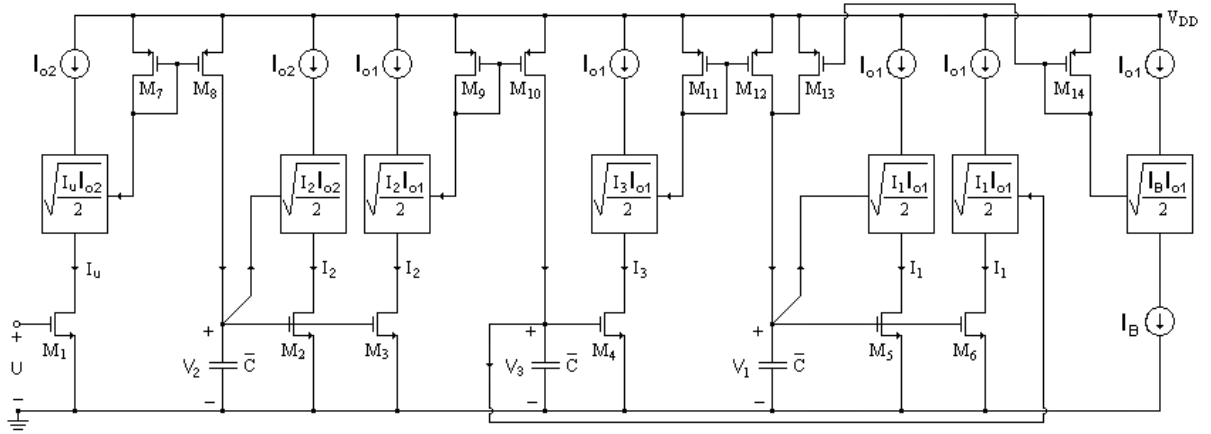 V_DD
I_o2 M_7 M_8 I_o2 I_o1 M_9 M_10 I_o1 M_11 M_12 M_13 I_o1 I_o1 M_14 I_o1
√(I_u I_o2 / 2) √(I_2 I_o2 / 2) √(I_2 I_o1 / 2) √(I_3 I_o1 / 2) √(I_1 I_o1 / 2) √(I_1 I_o1 / 2) √(I_B I_o1 / 2)
I_u I_2 I_2 I_3 I_1 I_1
I_B
+ M_1 + M_2 M_3 + M_4 + M_5 M_6
U V_2 C̅ V_3 C̅ V_1 C̅
− − − −